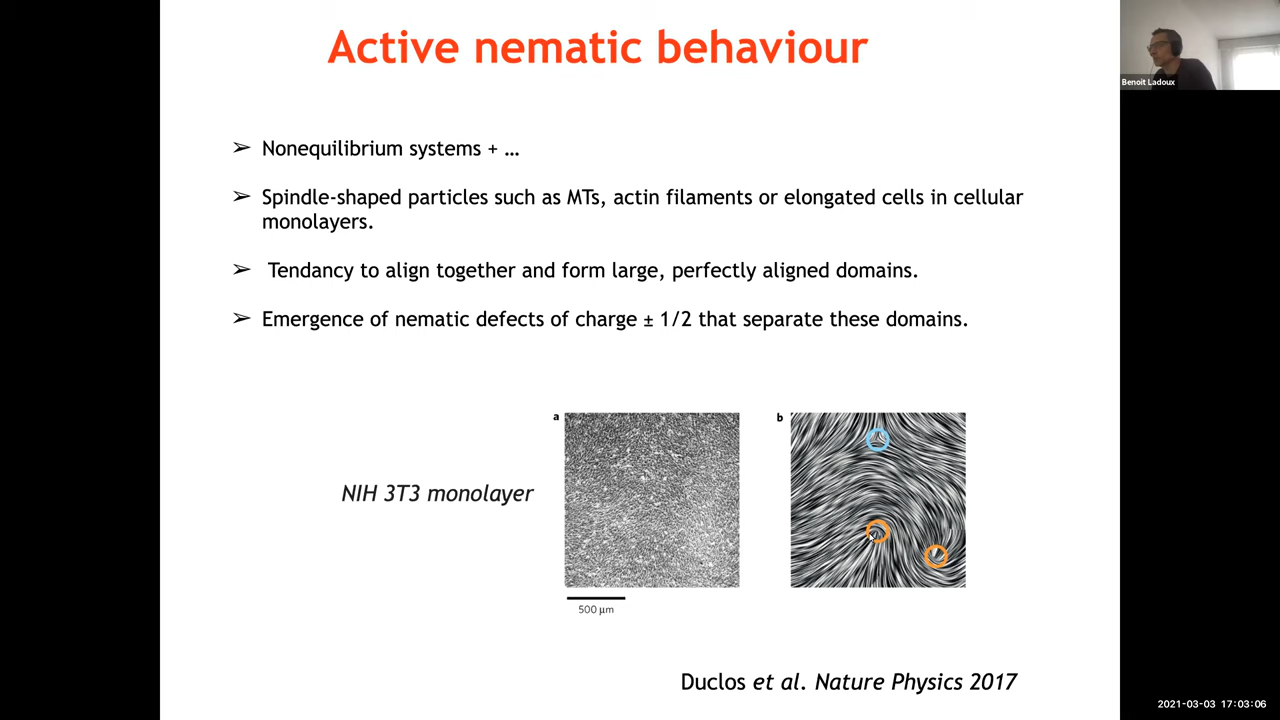 Active nematic behaviour
Benoit Ladoux
➢ Nonequilibrium systems + …
➢ Spindle-shaped particles such as MTs, actin filaments or elongated cells in cellular
monolayers.
➢ Tendancy to align together and form large, perfectly aligned domains.
➢ Emergence of nematic defects of charge ± 1/2 that separate these domains.
a
b
NIH 3T3 monolayer
500 μm
Duclos et al. Nature Physics 2017
2021-03-03 17:03:06